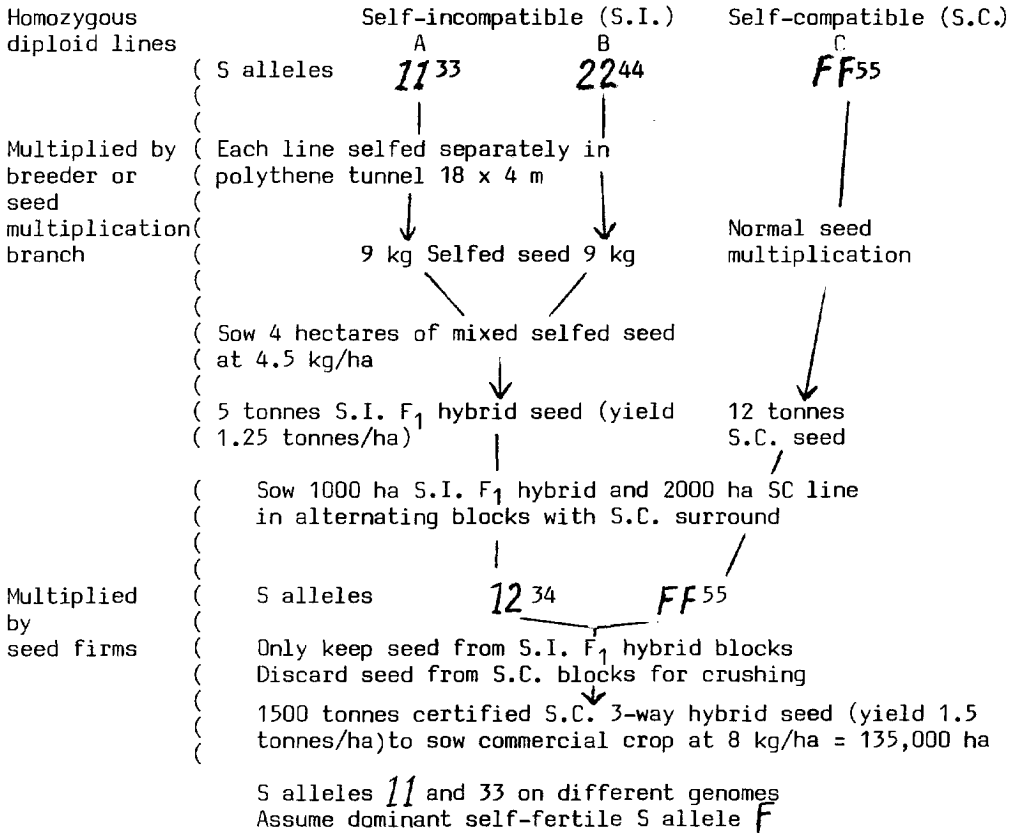 Homozygous Self-incompatible (S.I.) Self-compatible (S.C.)
diploid lines A B C
( S alleles 11 33 22 44 FF 55
(
(
Multiplied by ( Each line selfed separately in
breeder or ( polythene tunnel 18 x 4 m
seed (
multiplication( Normal seed
branch ( 9 kg Selfed seed 9 kg multiplication
(
(
( Sow 4 hectares of mixed selfed seed
( at 4.5 kg/ha
(
( 5 tonnes S.I. F1 hybrid seed (yield 12 tonnes
( 1.25 tonnes/ha) S.C. seed
( Sow 1000 ha S.I. F1 hybrid and 2000 ha SC line
( in alternating blocks with S.C. surround
(
(
Multiplied ( S alleles 12 34 FF 55
by (
seed firms ( Only keep seed from S.I. F1 hybrid blocks
( Discard seed from S.C. blocks for crushing
(
( 1500 tonnes certified S.C. 3-way hybrid seed (yield 1.5
( tonnes/ha)to sow commercial crop at 8 kg/ha = 135,000 ha
S alleles 11 and 33 on different genomes
Assume dominant self-fertile S allele F